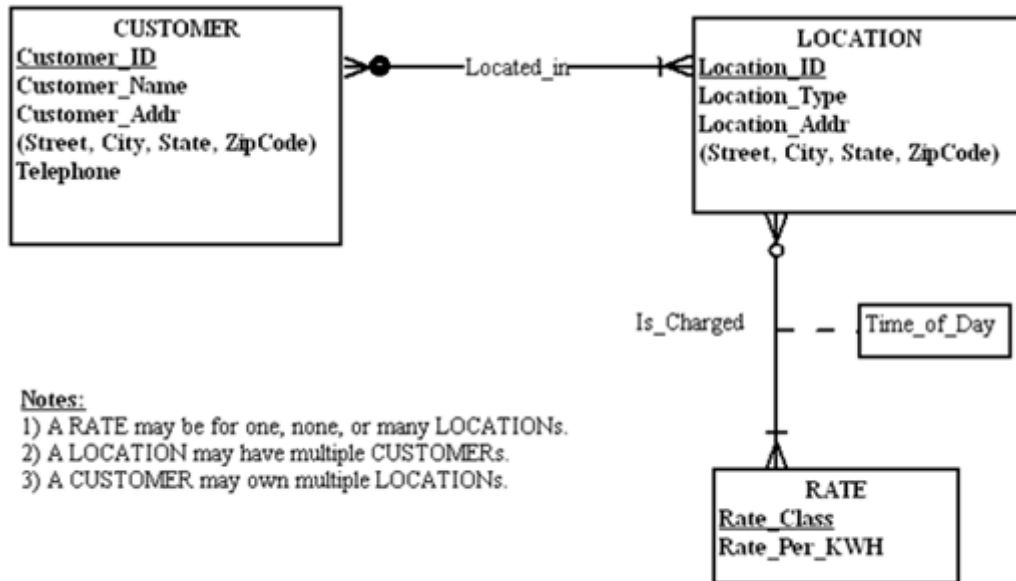 CUSTOMER
Customer_ID
Customer_Name
Customer_Addr
(Street, City, State, ZipCode)
Telephone
Located_in
LOCATION
Location_ID
Location_Type
Location_Addr
(Street, City, State, ZipCode)
Is_Charged
Time_of_Day
Notes:
1) A RATE may be for one, none, or many LOCATIONs.
2) A LOCATION may have multiple CUSTOMERs.
3) A CUSTOMER may own multiple LOCATIONs.
RATE
Rate_Class
Rate_Per_KWH